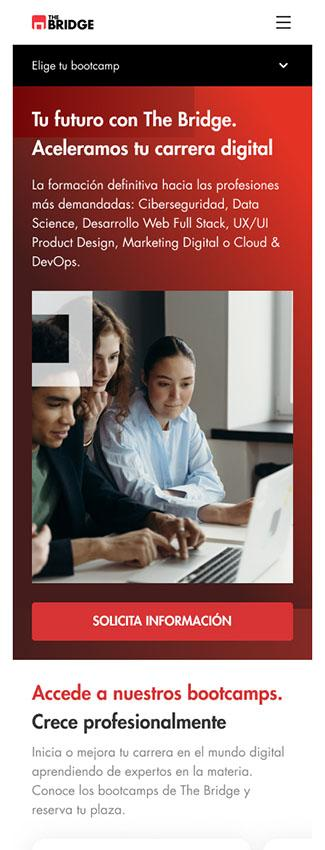 THE
BRIDGE
Elige tu bootcamp
Tu futuro con The Bridge.
Aceleramos tu carrera digital
La formación definitiva hacia las profesiones
más demandadas: Ciberseguridad, Data
Science, Desarrollo Web Full Stack, UX/UI
Product Design, Marketing Digital o Cloud &
DevOps.
SOLICITA INFORMACIÓN
Accede a nuestros bootcamps.
Crece profesionalmente
Inicia o mejora tu carrera en el mundo digital
aprendiendo de expertos en la materia.
Conoce los bootcamps de The Bridge y
reserva tu plaza.